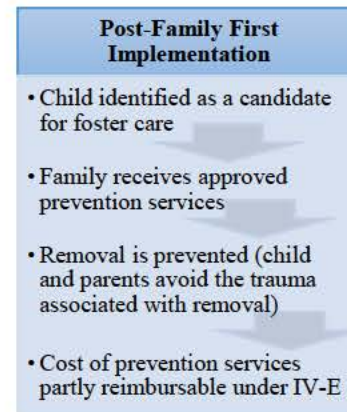 Post-Family First
Implementation
• Child identified as a candidate
for foster care
• Family receives approved
prevention services
• Removal is prevented (child
and parents avoid the trauma
associated with removal)
• Cost of prevention services
partly reimbursable under IV-E